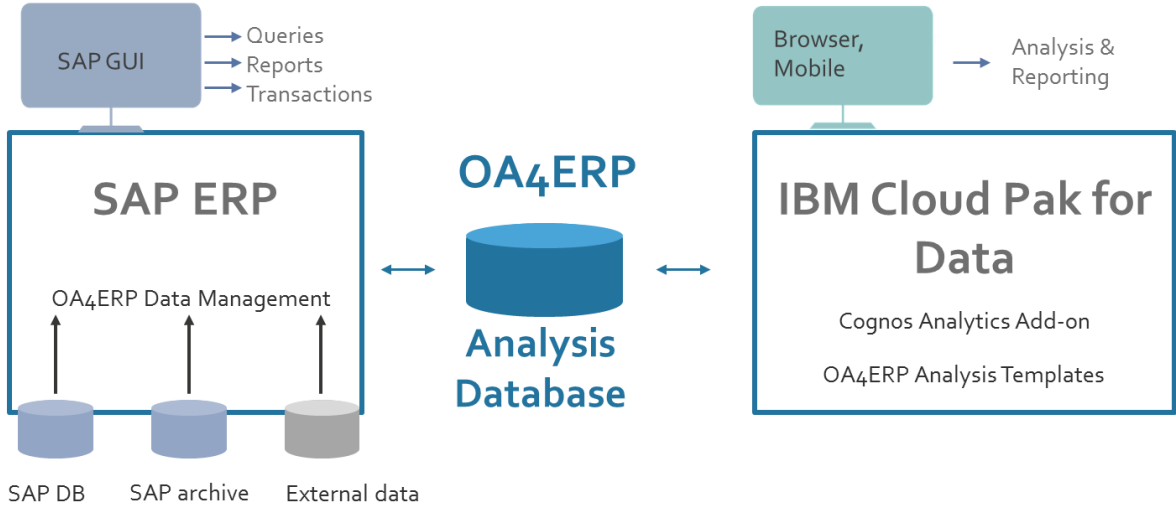 SAP GUI
Queries
Reports
Transactions
SAP ERP
OA4ERP Data Management
SAP DB
SAP archive
External data
OA4ERP
Analysis
Database
Browser,
Mobile
Analysis &
Reporting
IBM Cloud Pak for
Data
Cognos Analytics Add-on
OA4ERP Analysis Templates